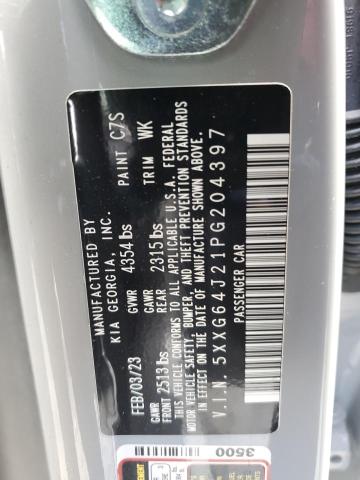 MANUFACTURED BY
KIA GEORGIA, INC.
PAINT C7S
FEB/03/23 GVWR 4354 lbs
TRIM WK
GAWR FRONT 2513 lbs GAWR REAR 2315 lbs
THIS VEHICLE CONFORMS TO ALL APPLICABLE U.S.A. FEDERAL
MOTOR VEHICLE SAFETY, BUMPER, AND THEFT PREVENTION STANDARDS
IN EFFECT ON THE DATE OF MANUFACTURE SHOWN ABOVE.
V.I.N. 5XXG64J21PG204397
PASSENGER CAR
3500